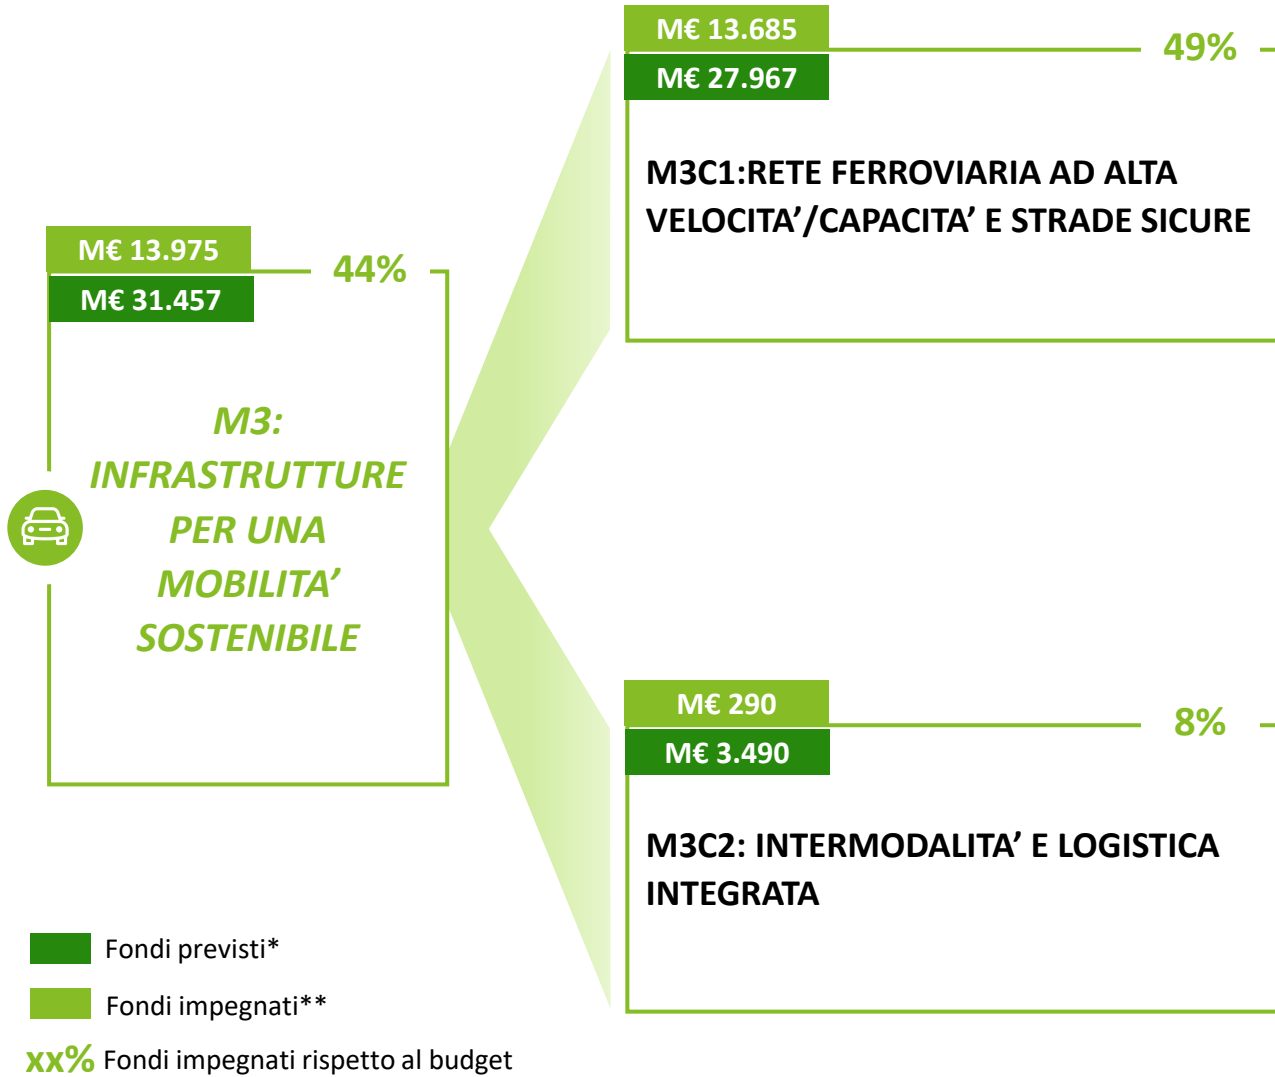 M€ 13.975
44%
M€ 31.457
M3:
INFRASTRUTTURE
PER UNA
MOBILITA’
SOSTENIBILE
M€ 13.685
49%
M€ 27.967
M3C1:RETE FERROVIARIA AD ALTA
VELOCITA’/CAPACITA’ E STRADE SICURE
M€ 290
8%
M€ 3.490
M3C2: INTERMODALITA’ E LOGISTICA
INTEGRATA
Fondi previsti*
Fondi impegnati**
xx% Fondi impegnati rispetto al budget